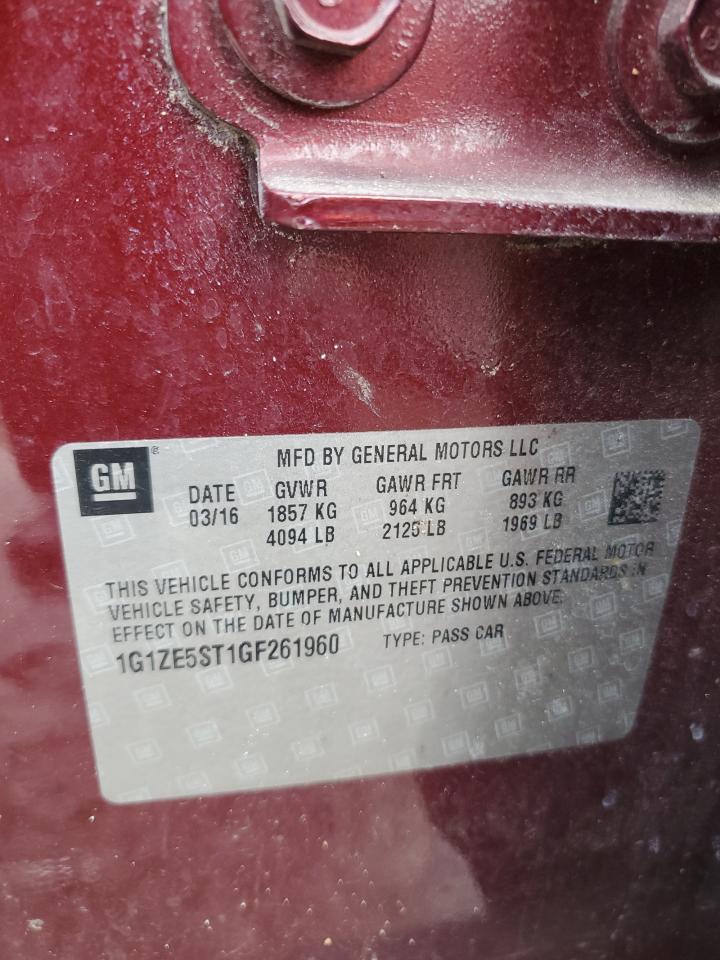 MFD BY GENERAL MOTORS LLC
GM®
DATE GVWR GAWR FRT GAWR RR
03/16 1857 KG 964 KG 893 KG
4094 LB 2125 LB 1969 LB
THIS VEHICLE CONFORMS TO ALL APPLICABLE U.S. FEDERAL MOTOR
VEHICLE SAFETY, BUMPER, AND THEFT PREVENTION STANDARDS IN
EFFECT ON THE DATE OF MANUFACTURE SHOWN ABOVE.
1G1ZE5ST1GF261960 TYPE: PASS CAR